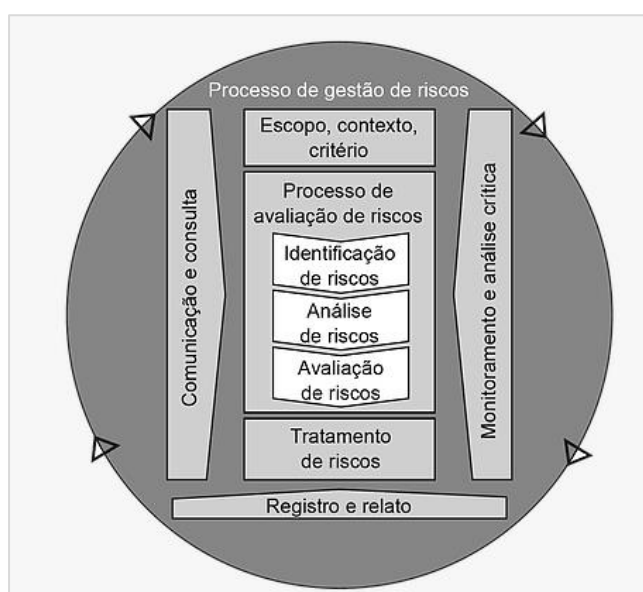 Processo de gestão de riscos
Escopo, contexto,
critério
Processo de
avaliação de riscos
Identificação
de riscos
Análise
de riscos
Avaliação
de riscos
Tratamento
de riscos
Comunicação e consulta
Monitoramento e análise crítica
Registro e relato